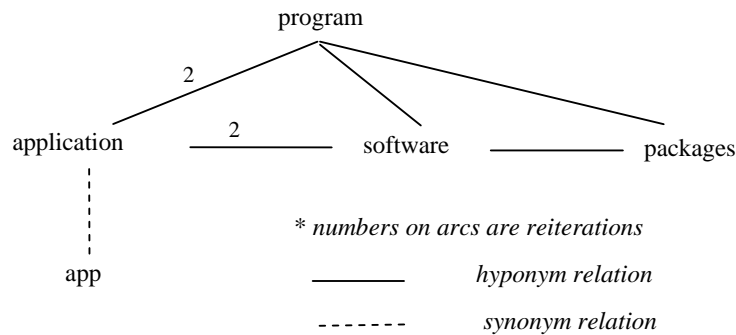 program
2
application
2
software
packages
* numbers on arcs are reiterations
app
hyponym relation
synonym relation